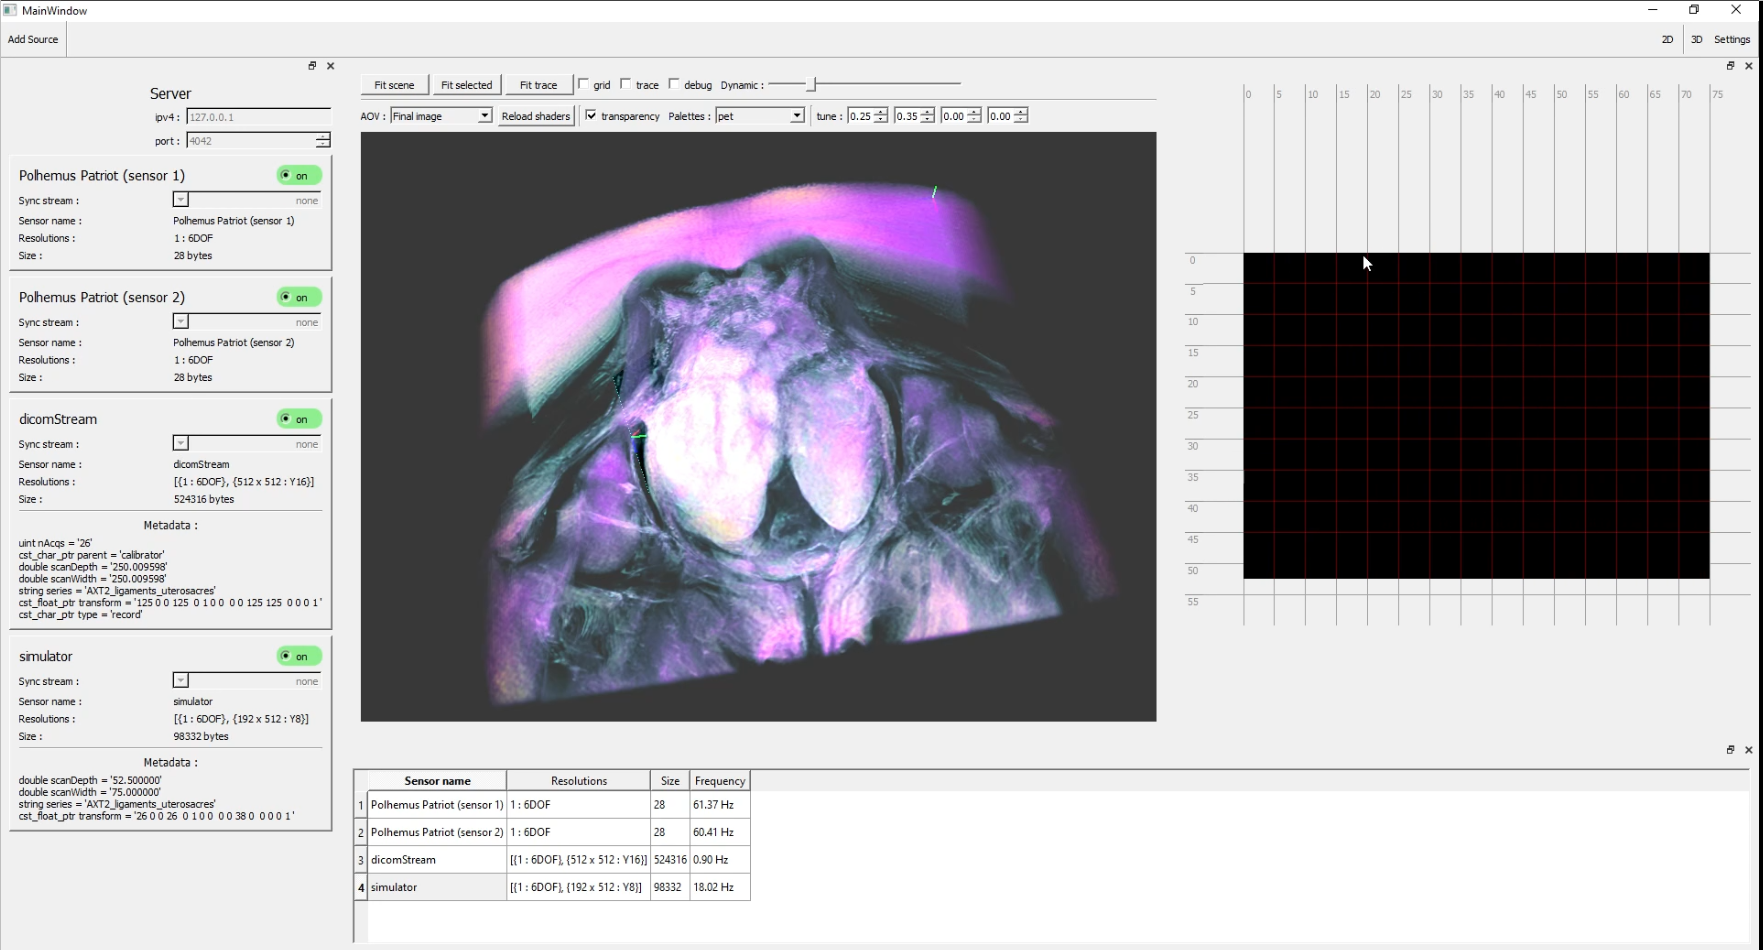 MainWindow
Add Source
2D 3D Settings
Server
ipv4 : 127.0.0.1
port : 4042
Polhemus Patriot (sensor 1) on
Sync stream : none
Sensor name : Polhemus Patriot (sensor 1)
Resolutions : 1 : 6DOF
Size : 28 bytes
Polhemus Patriot (sensor 2) on
Sync stream : none
Sensor name : Polhemus Patriot (sensor 2)
Resolutions : 1 : 6DOF
Size : 28 bytes
dicomStream on
Sync stream : none
Sensor name : dicomStream
Resolutions : [{1 : 6DOF}, {512 x 512 : Y16}]
Size : 524316 bytes
Metadata :
uint nAcqs = '26'
cst_char_ptr parent = 'calibrator'
double scanDepth = '250.009598'
double scanWidth = '250.009598'
string series = 'AXT2_ligaments_uterosacres'
cst_float_ptr transform = '125 0 0 125 0 1 0 0 0 0 125 125 0 0 0 1 '
cst_char_ptr type = 'record'
simulator on
Sync stream : none
Sensor name : simulator
Resolutions : [{1 : 6DOF}, {192 x 512 : Y8}]
Size : 98332 bytes
Metadata :
double scanDepth = '52.500000'
double scanWidth = '75.000000'
string series = 'AXT2_ligaments_uterosacres'
cst_float_ptr transform = '26 0 0 26 0 1 0 0 0 0 38 0 0 0 0 1 '
Fit scene Fit selected Fit trace grid trace debug Dynamic :
AOV : Final image Reload shaders transparency Palettes : pet tune : 0.25 0.35 0.00 0.00
0 5 10 15 20 25 30 35 40 45 50 55 60 65 70 75
0
5
10
15
20
25
30
35
40
45
50
55
Sensor name Resolutions Size Frequency
1 Polhemus Patriot (sensor 1) 1 : 6DOF 28 61.37 Hz
2 Polhemus Patriot (sensor 2) 1 : 6DOF 28 60.41 Hz
3 dicomStream [{1 : 6DOF}, {512 x 512 : Y16}] 524316 0.90 Hz
4 simulator [{1 : 6DOF}, {192 x 512 : Y8}] 98332 18.02 Hz